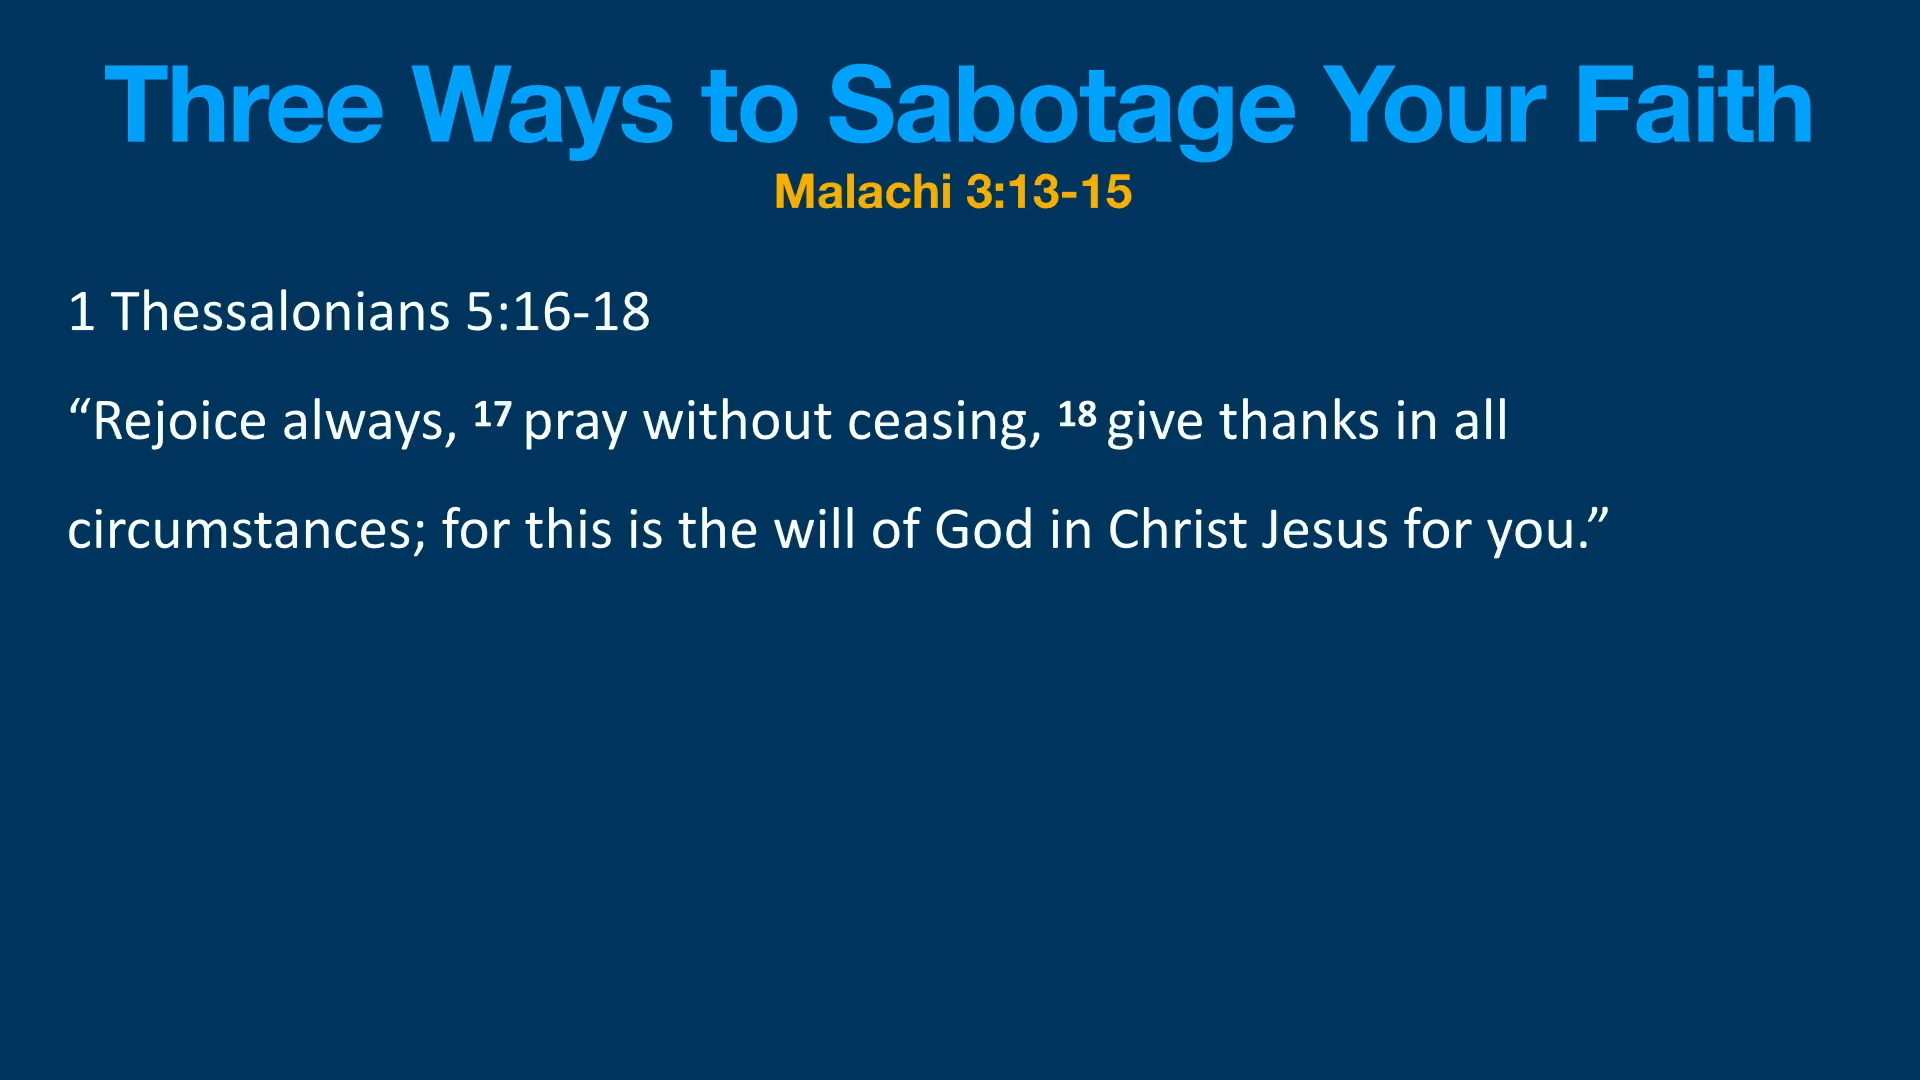 Three Ways to Sabotage Your Faith
Malachi 3:13-15
1 Thessalonians 5:16-18
“Rejoice always, 17 pray without ceasing, 18 give thanks in all
circumstances; for this is the will of God in Christ Jesus for you.”